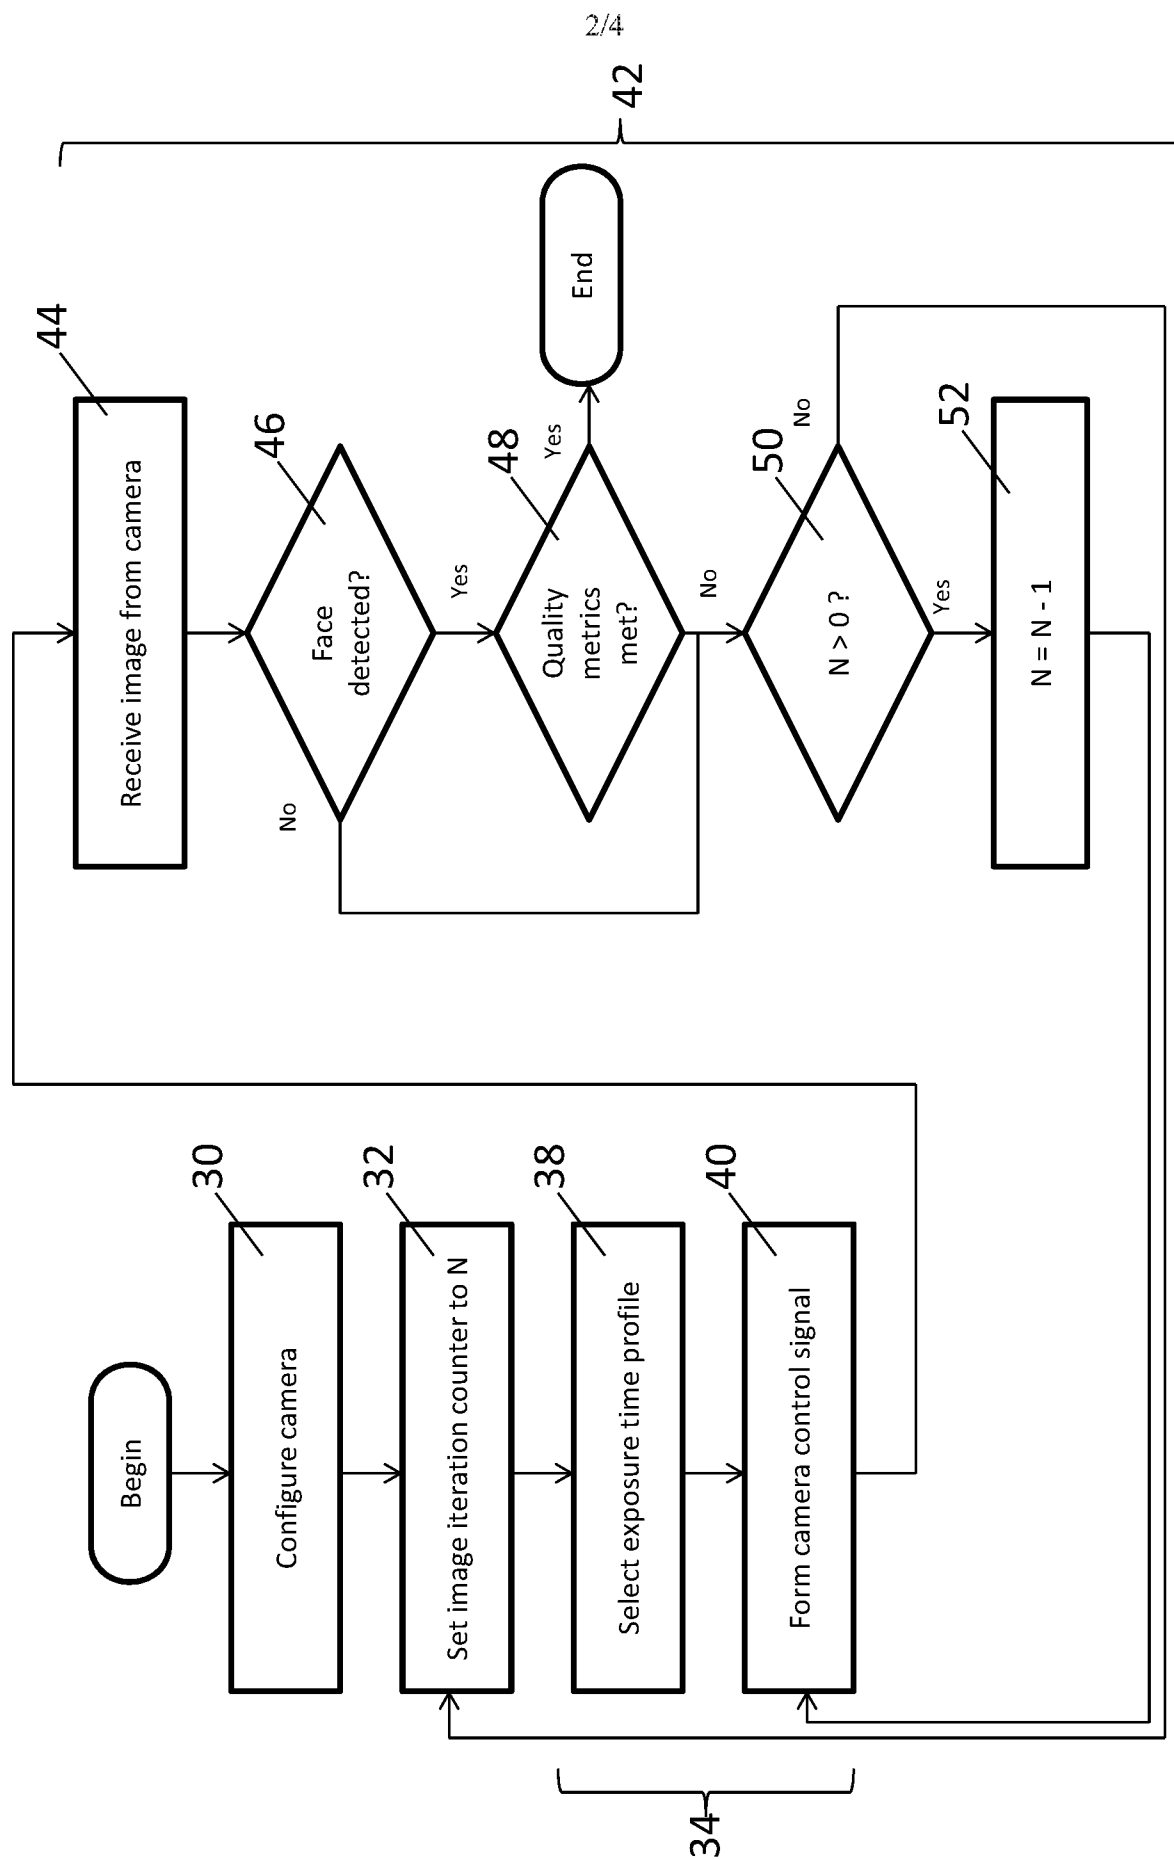 2/4
Begin
Configure camera
30
Set image iteration counter to N
32
Select exposure time profile
38
Form camera control signal
40
34
Receive image from camera
44
Face
detected?
46
No
Yes
Quality
metrics
met?
48
Yes
No
End
N > 0 ?
50
No
Yes
N = N - 1
52
42